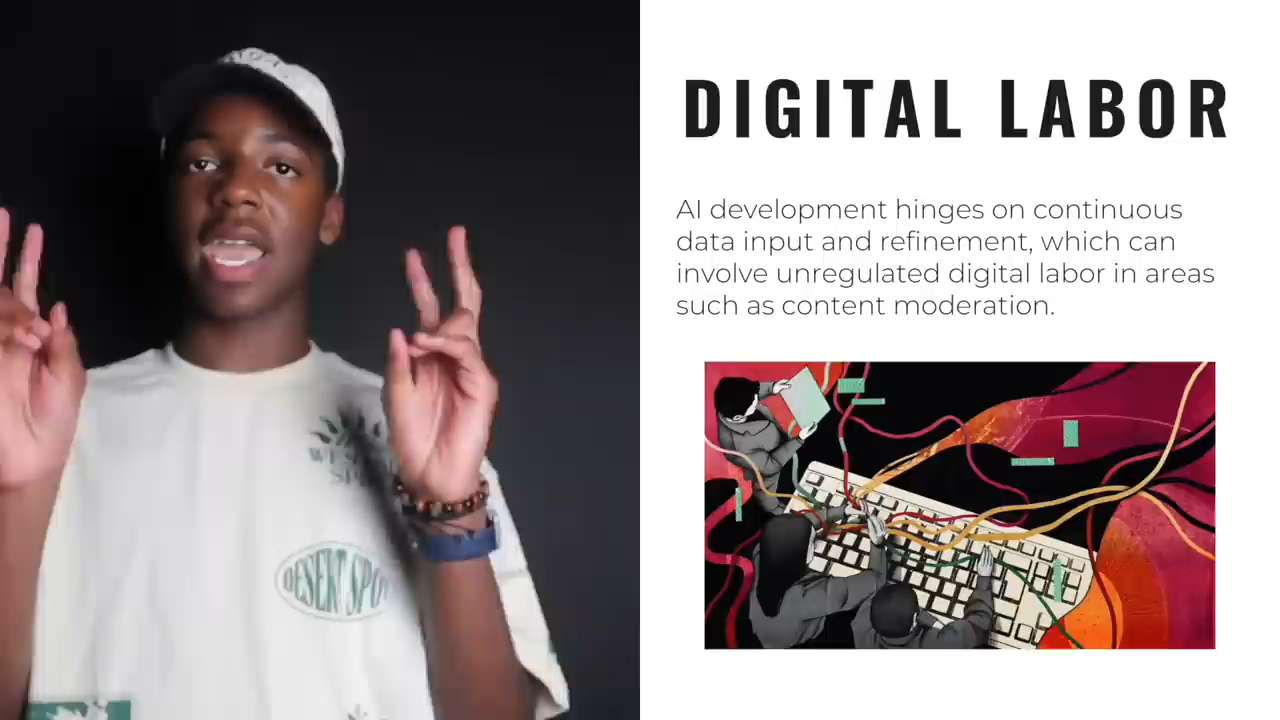 DIGITAL LABOR
AI development hinges on continuous
data input and refinement, which can
involve unregulated digital labor in areas
such as content moderation.
DESERT